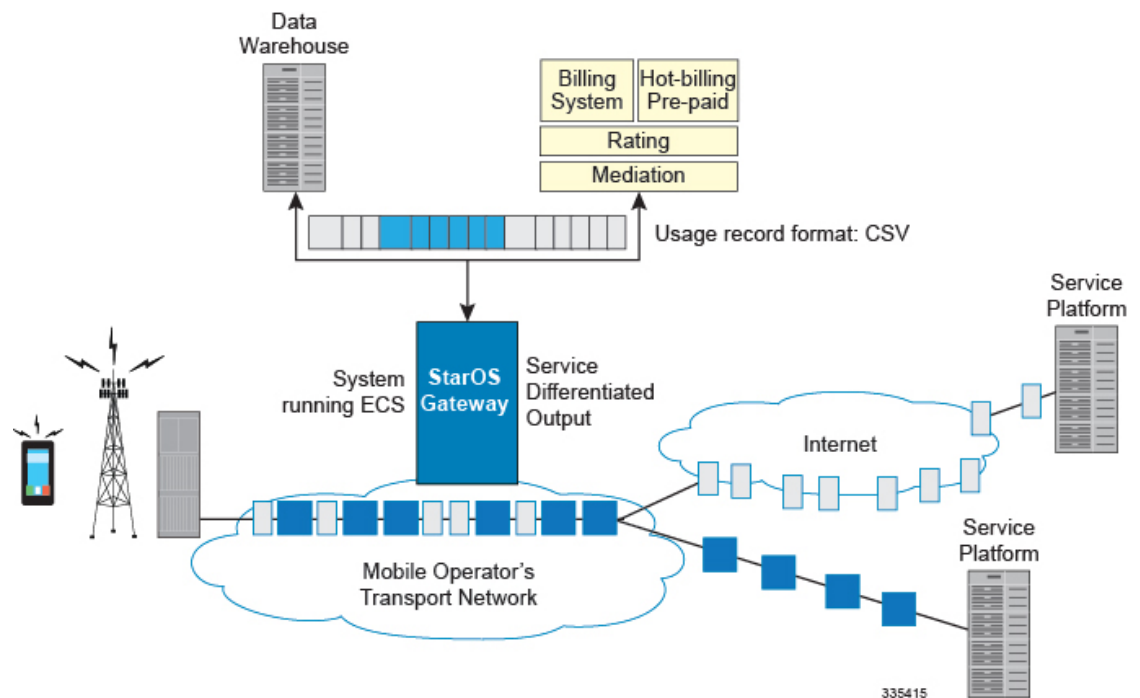 Data
Warehouse
Billing
System
Hot-billing
Pre-paid
Rating
Mediation
Usage record format: CSV
Service
Platform
System
running ECS
StarOS
Gateway
Service
Differentiated
Output
Internet
Mobile Operator's
Transport Network
Service
Platform
335415